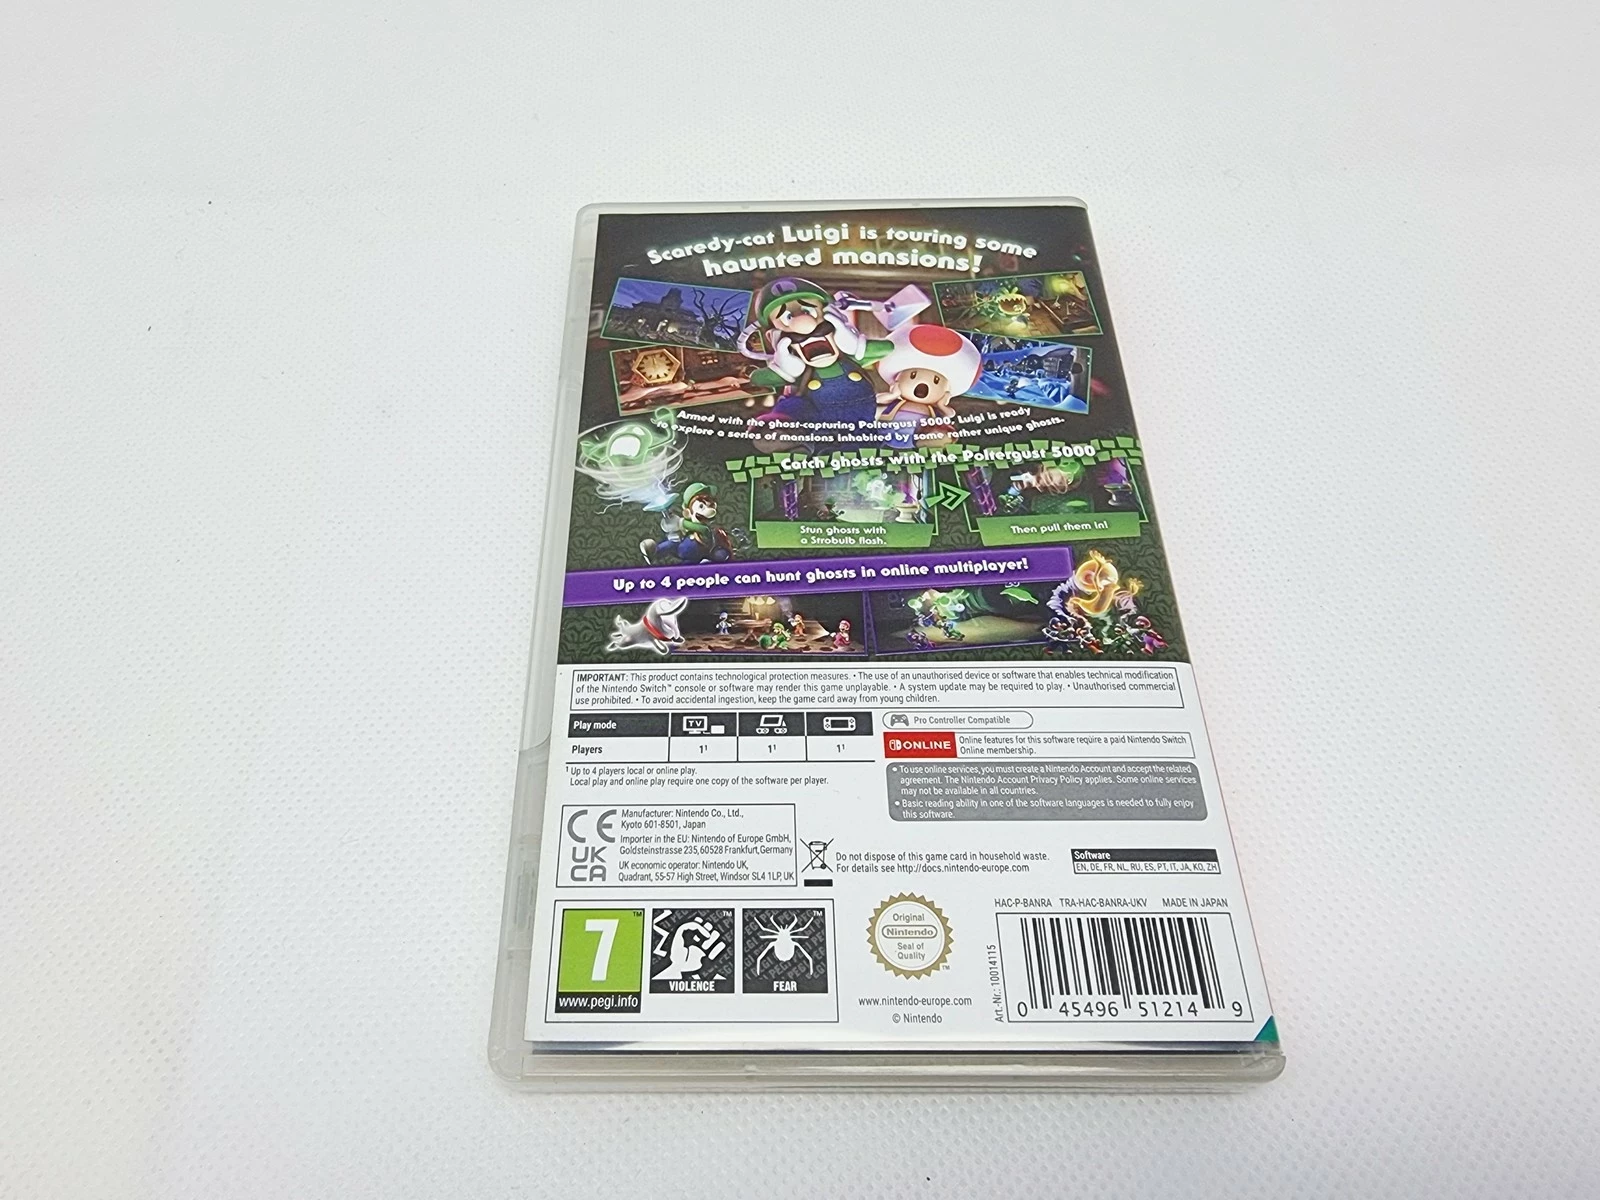 Scaredy-cat Luigi is touring some
haunted mansions!
Armed with the ghost-capturing Poltergust 5000, Luigi is ready
to explore a series of mansions inhabited by some rather unique ghosts.
Catch ghosts with the Poltergust 5000
Stun ghosts with
a Strobulb flash.
Then pull them in!
Up to 4 people can hunt ghosts in online multiplayer!
IMPORTANT: This product contains technological protection measures. • The use of an unauthorised device or software that enables technical modification
of the Nintendo Switch™ console or software may render this game unplayable. • A system update may be required to play. • Unauthorised commercial
use prohibited. • To avoid accidental ingestion, keep the game card away from young children.
Play mode TV
Players 1¹ 1¹ 1¹
¹ Up to 4 players local or online play.
Local play and online play require one copy of the software per player.
Pro Controller Compatible
ONLINE
Online features for this software require a paid Nintendo Switch
Online membership.
• To use online services, you must create a Nintendo Account and accept the related
agreement. The Nintendo Account Privacy Policy applies. Some online services
may not be available in all countries.
• Basic reading ability in one of the software languages is needed to fully enjoy
this software.
CE
UK
CA
Manufacturer: Nintendo Co., Ltd.,
Kyoto 601-8501, Japan
Importer in the EU: Nintendo of Europe GmbH,
Goldsteinstrasse 235, 60528 Frankfurt, Germany
UK economic operator: Nintendo UK,
Quadrant, 55-57 High Street, Windsor SL4 1LP, UK
Do not dispose of this game card in household waste.
For details see http://docs.nintendo-europe.com
Software
EN, DE, FR, NL, RU, ES, PT, IT, JA, KO, ZH
HAC-P-BANRA TRA-HAC-BANRA-UKV MADE IN JAPAN
7™
www.pegi.info
™
VIOLENCE
™
FEAR
Original
Nintendo
Seal of
Quality
™
www.nintendo-europe.com
© Nintendo
Art.-Nr.: 10014115
0 45496 51214 9